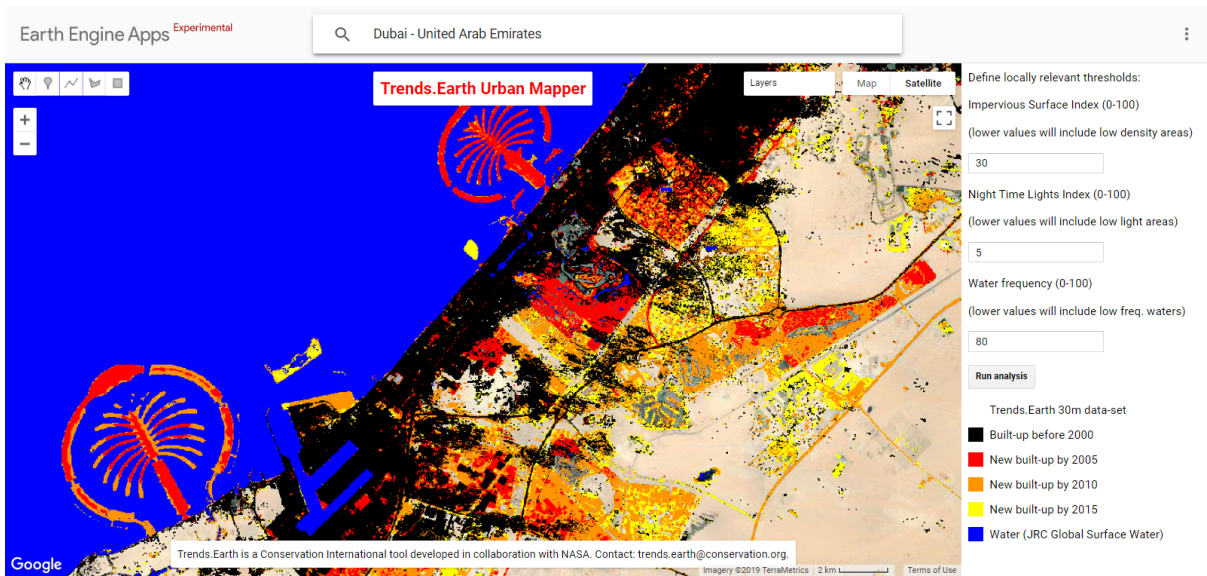 Earth Engine Apps Experimental
Dubai - United Arab Emirates
Trends.Earth Urban Mapper
Layers
Map
Satellite
Define locally relevant thresholds:
Impervious Surface Index (0-100)
(lower values will include low density areas)
30
Night Time Lights Index (0-100)
(lower values will include low light areas)
5
Water frequency (0-100)
(lower values will include low freq. waters)
80
Run analysis
Trends.Earth 30m data-set
Built-up before 2000
New built-up by 2005
New built-up by 2010
New built-up by 2015
Water (JRC Global Surface Water)
Trends.Earth is a Conservation International tool developed in collaboration with NASA. Contact: trends.earth@conservation.org.
Google
Imagery ©2019 TerraMetrics
2 km
Terms of Use